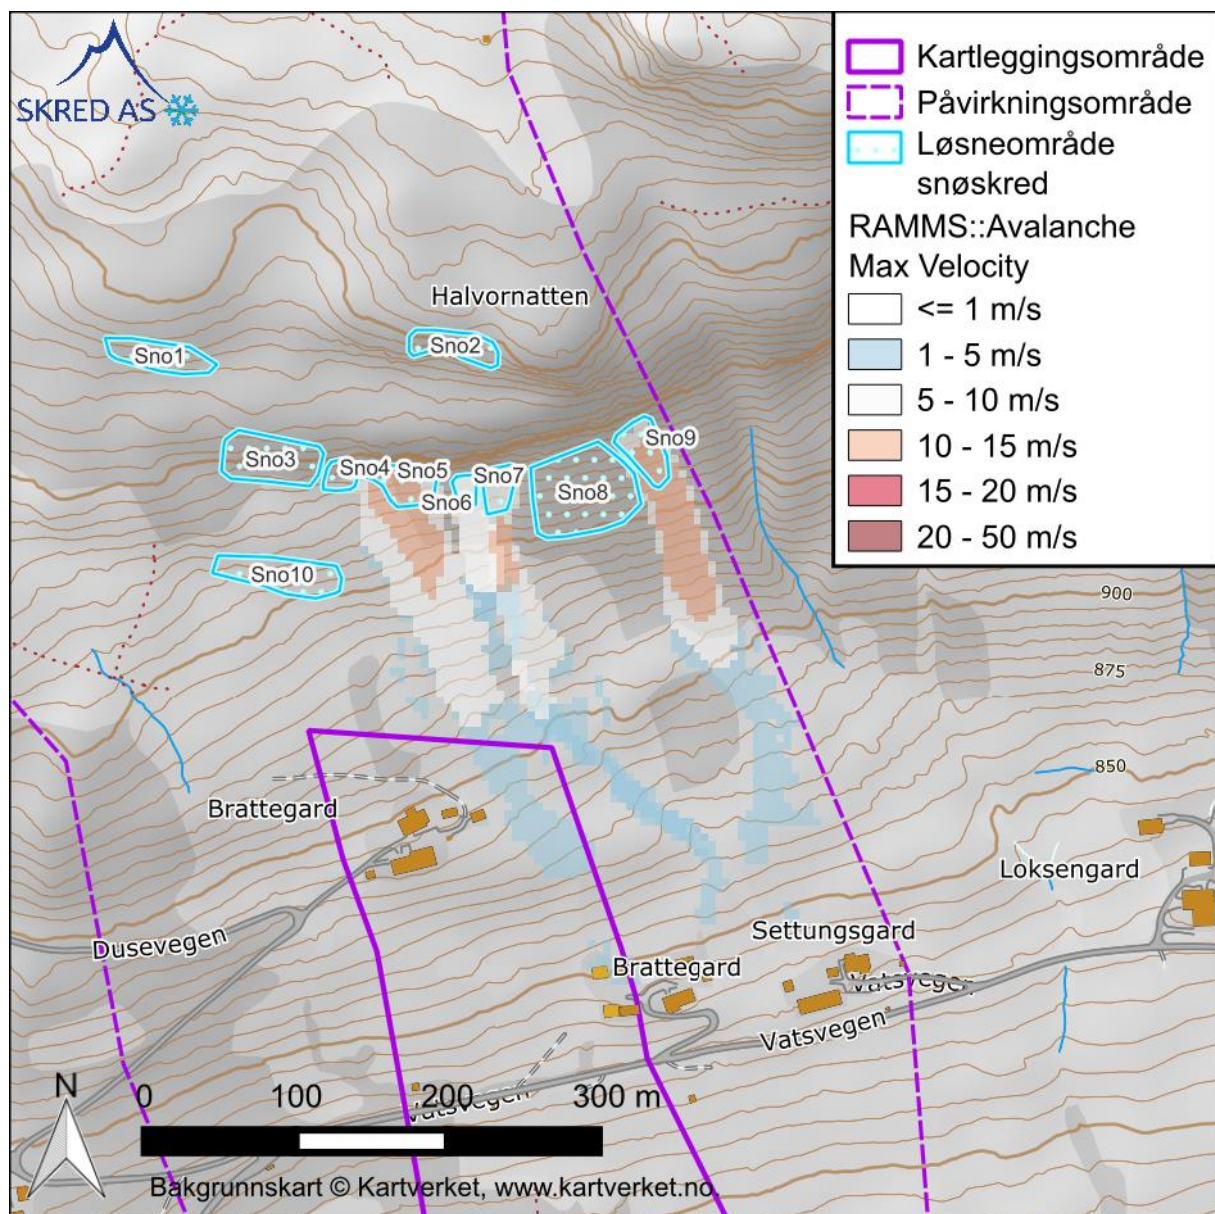 SKRED AS
Kartleggingsområde
Påvirkningsområde
Løsneområde
snøskred
RAMMS::Avalanche
Max Velocity
<= 1 m/s
1 - 5 m/s
5 - 10 m/s
10 - 15 m/s
15 - 20 m/s
20 - 50 m/s
Halvornatten
Sno1
Sno2
Sno3
Sno4
Sno5
Sno6
Sno7
Sno8
Sno9
Sno10
900
875
850
Brattegard
Loksengard
Dusevegen
Settungsgard
Brattegard
Vatsvegen
Vatsvegen
Vatsvegen
N
0 100 200 300 m
Bakgrunnskart © Kartverket, www.kartverket.no.